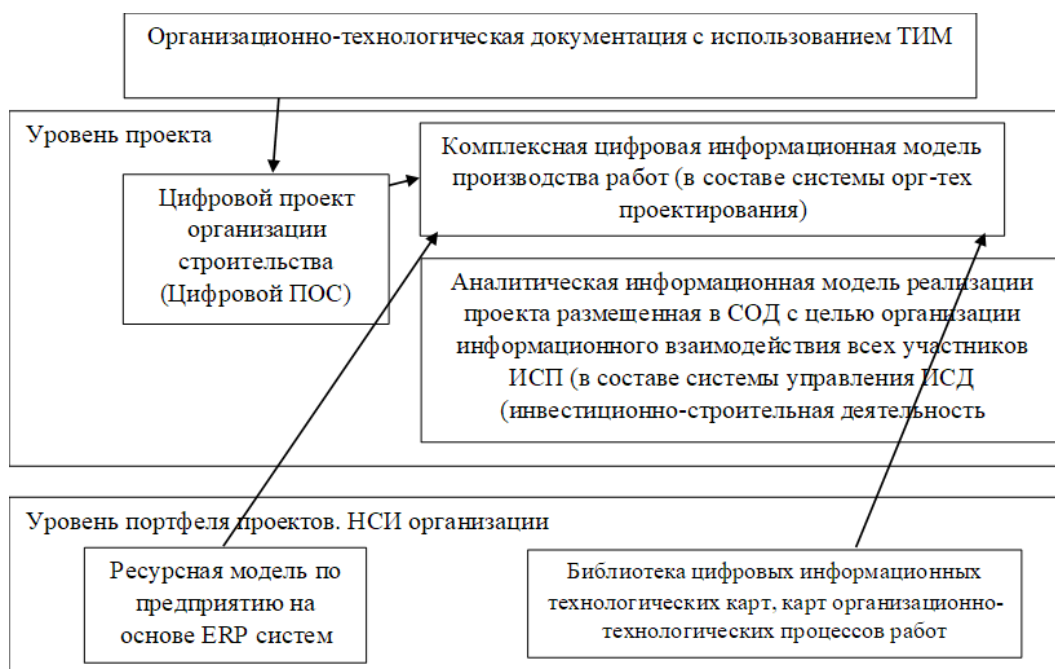 Организационно-технологическая документация с использованием ТИМ
Уровень проекта
Комплексная цифровая информационная модель
производства работ (в составе системы орг-тех
проектирования)
Цифровой проект
организации
строительства
(Цифровой ПОС)
Аналитическая информационная модель реализации
проекта размещенная в СОД с целью организации
информационного взаимодействия всех участников
ИСП (в составе системы управления ИСД
(инвестиционно-строительная деятельность
Уровень портфеля проектов. НСИ организации
Ресурсная модель по
предприятию на
основе ERP систем
Библиотека цифровых информационных
технологических карт, карт организационно-
технологических процессов работ